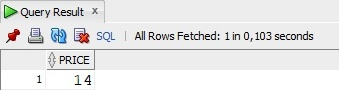 Query Result x
SQL | All Rows Fetched: 1 in 0,103 seconds
PRICE
1 14